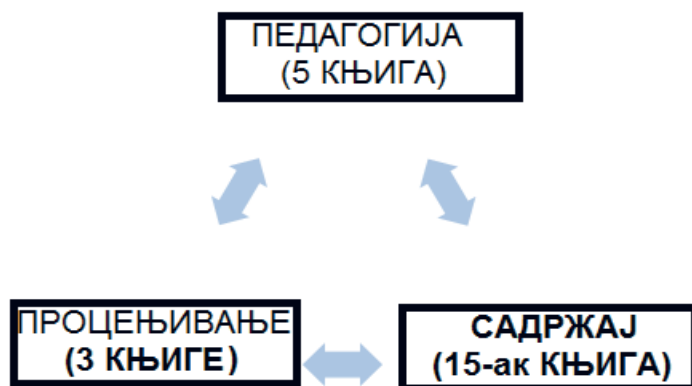 ПЕДАГОГИЈА
(5 КЊИГА)
ПРОЦЕЊИВАЊЕ
(3 КЊИГЕ)
САДРЖАЈ
(15-ак КЊИГА)